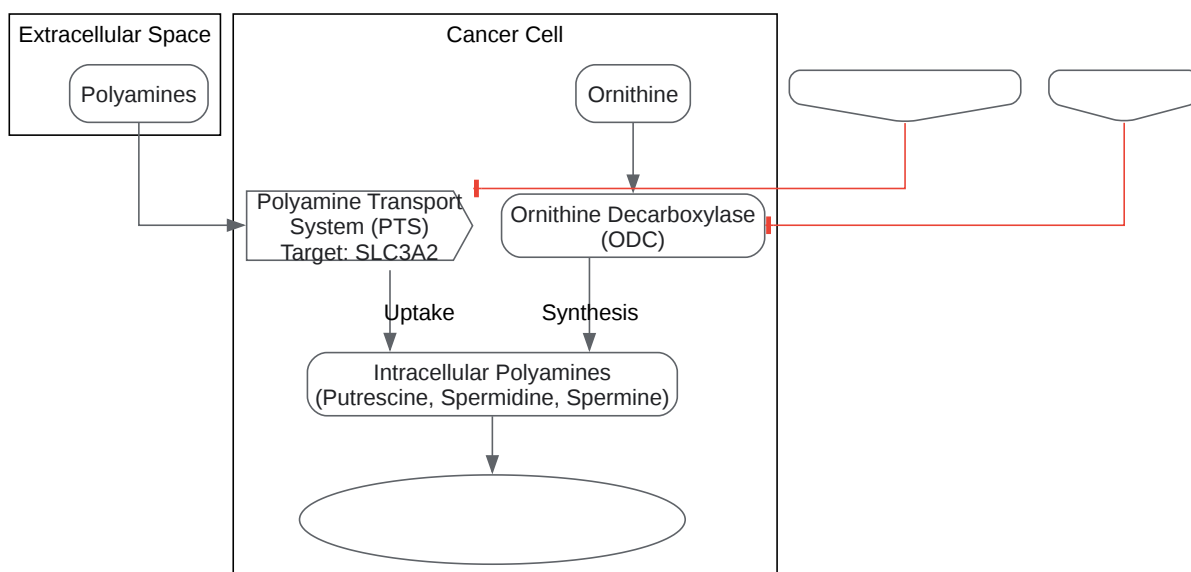 Extracellular Space
Cancer Cell
Polyamines
Ornithine
Polyamine Transport
System (PTS)
Target: SLC3A2
Ornithine Decarboxylase
(ODC)
Uptake
Synthesis
Intracellular Polyamines
(Putrescine, Spermidine, Spermine)